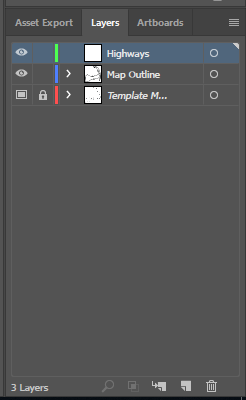 Asset Export Layers Artboards
Highways
Map Outline
Template M...
3 Layers